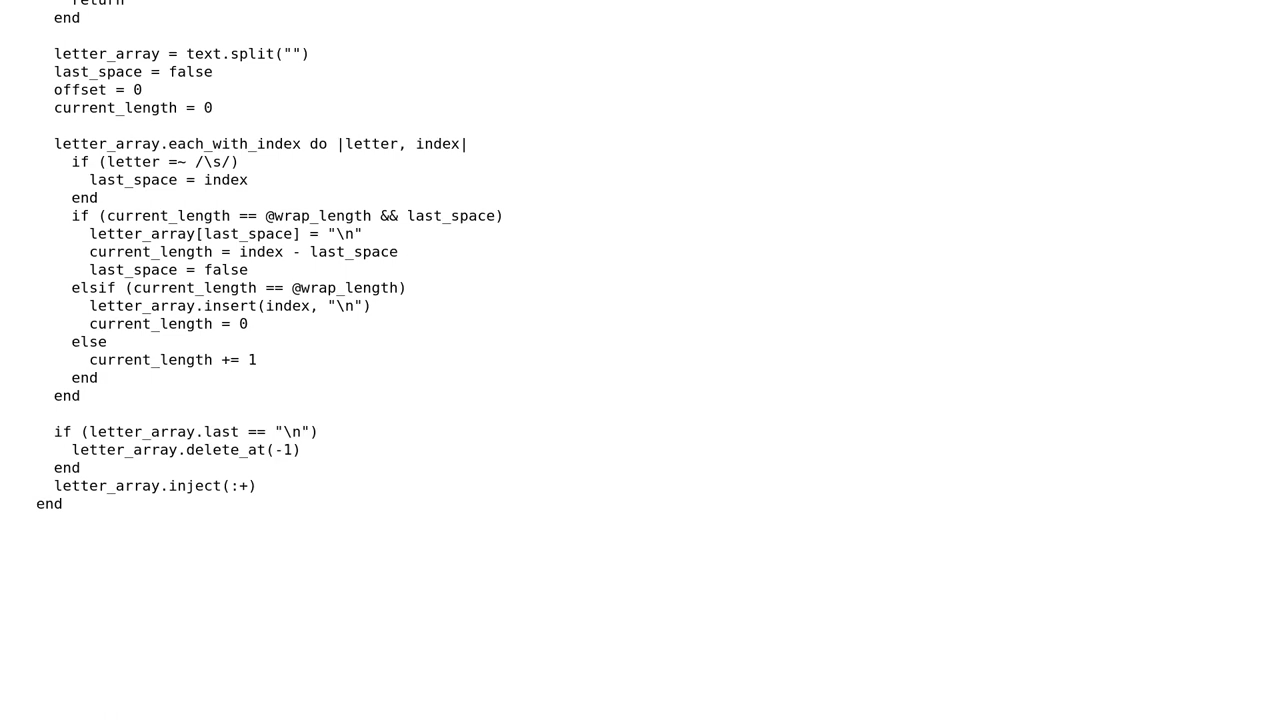 return
end
letter_array = text.split("")
last_space = false
offset = 0
current_length = 0
letter_array.each_with_index do |letter, index|
if (letter =~ /\s/)
last_space = index
end
if (current_length == @wrap_length && last_space)
letter_array[last_space] = "\n"
current_length = index - last_space
last_space = false
elsif (current_length == @wrap_length)
letter_array.insert(index, "\n")
current_length = 0
else
current_length += 1
end
end
if (letter_array.last == "\n")
letter_array.delete_at(-1)
end
letter_array.inject(:+)
end